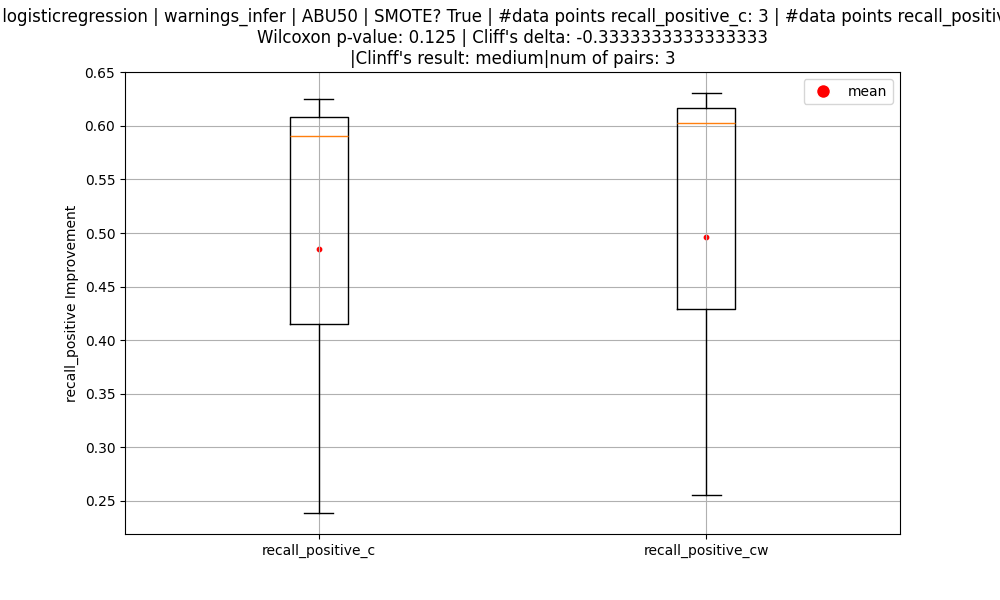 logisticregression | warnings_infer | ABU50 | SMOTE? True | #data points recall_positive_c: 3 | #data points
Wilcoxon p-value: 0.125 | Cliff's delta: -0.3333333333333333
|Clinff's result: medium|num of pairs: 3
0.65
mean
0.60
0.55
0.50
0.45
0.40
0.35
0.30
0.25
recall_positive Improvement
recall_positive_c
recall_positive_cw